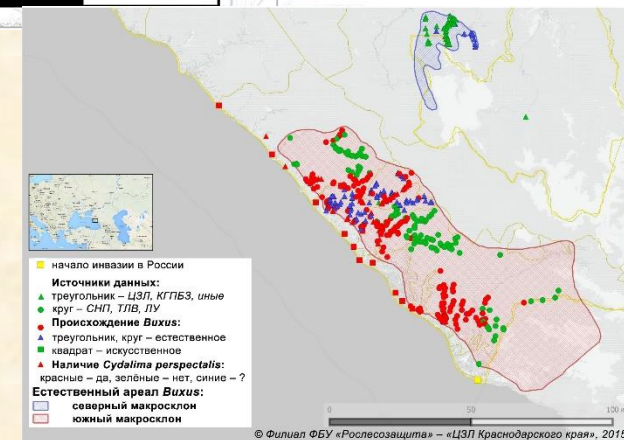 начало инвазии в России
Источники данных:
треугольник – ЦЗЛ, КГПБЗ, иные
круг – СНП, ТЛВ, ЛУ
Происхождение Buxus:
треугольник, круг – естественное
квадрат – искусственное
Наличие Cydalima perspectalis:
красные – да, зелёные – нет, синие – ?
Естественный ареал Buxus:
северный макросклон
южный макросклон
0 50 100
© Филиал ФБУ «Рослесозащита» – «ЦЗЛ Краснодарского края», 2015